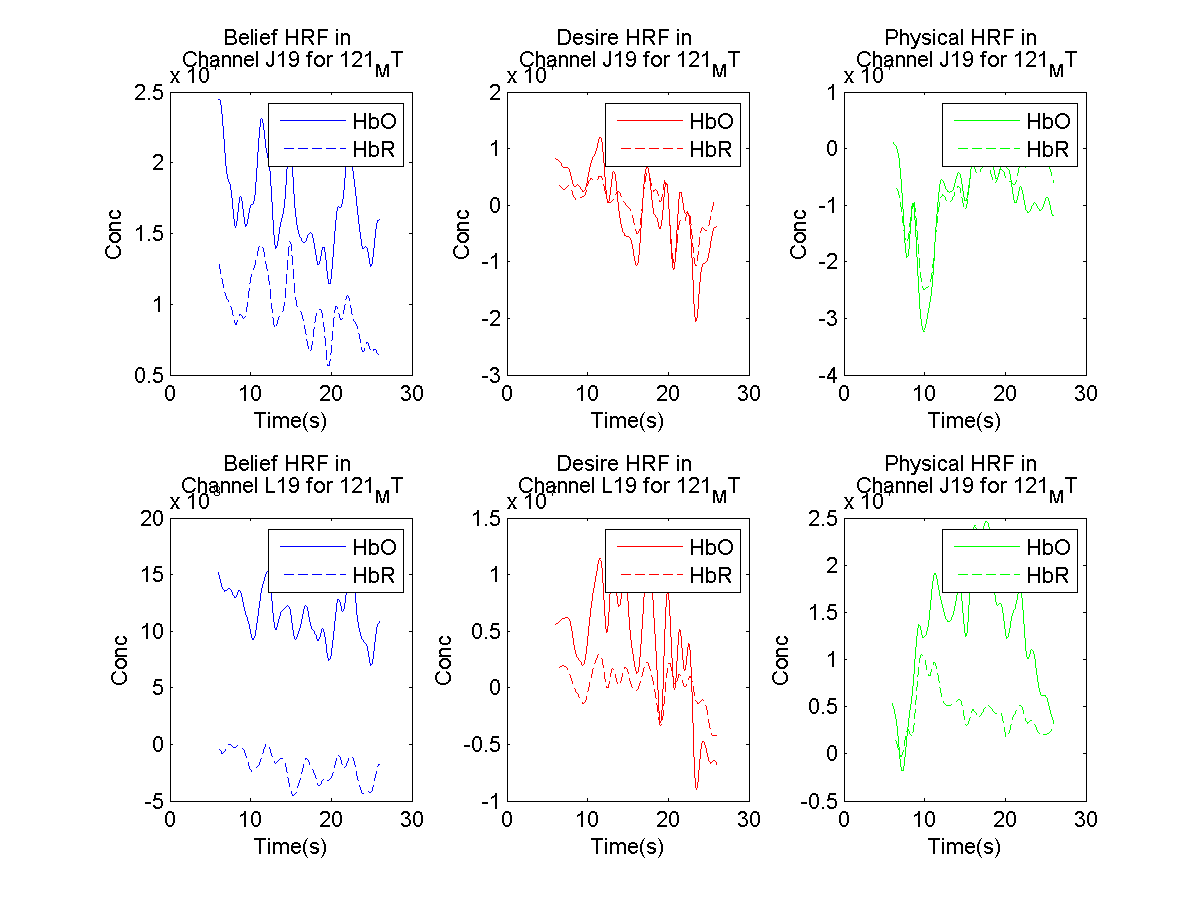 Belief HRF in
Channel J19 for 121MT
x 10
2.5
2
1.5
1
0.5
0
10
20
30
Conc
Time(s)
HbO
HbR
Desire HRF in
Channel J19 for 121MT
x 10
2
1
0
-1
-2
-3
0
10
20
30
Conc
Time(s)
HbO
HbR
Physical HRF in
Channel J19 for 121MT
x 10
1
0
-1
-2
-3
-4
0
10
20
30
Conc
Time(s)
HbO
HbR
Belief HRF in
Channel L19 for 121MT
x 10
20
15
10
5
0
-5
0
10
20
30
Conc
Time(s)
HbO
HbR
Desire HRF in
Channel L19 for 121MT
x 10
1.5
1
0.5
0
-0.5
-1
0
10
20
30
Conc
Time(s)
HbO
HbR
Physical HRF in
Channel J19 for 121MT
x 10
2.5
2
1.5
1
0.5
0
-0.5
0
10
20
30
Conc
Time(s)
HbO
HbR